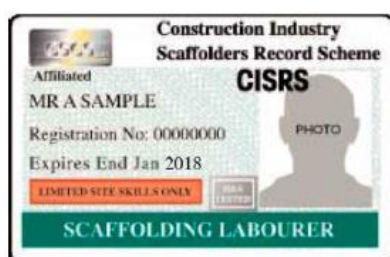 Construction Industry
Scaffolders Record Scheme
CSCS
Affiliated
CISRS
MR A SAMPLE
Registration No: 00000000
PHOTO
Expires End Jan 2018
LIMITED SITE SKILLS ONLY
SCAFFOLDING LABOURER